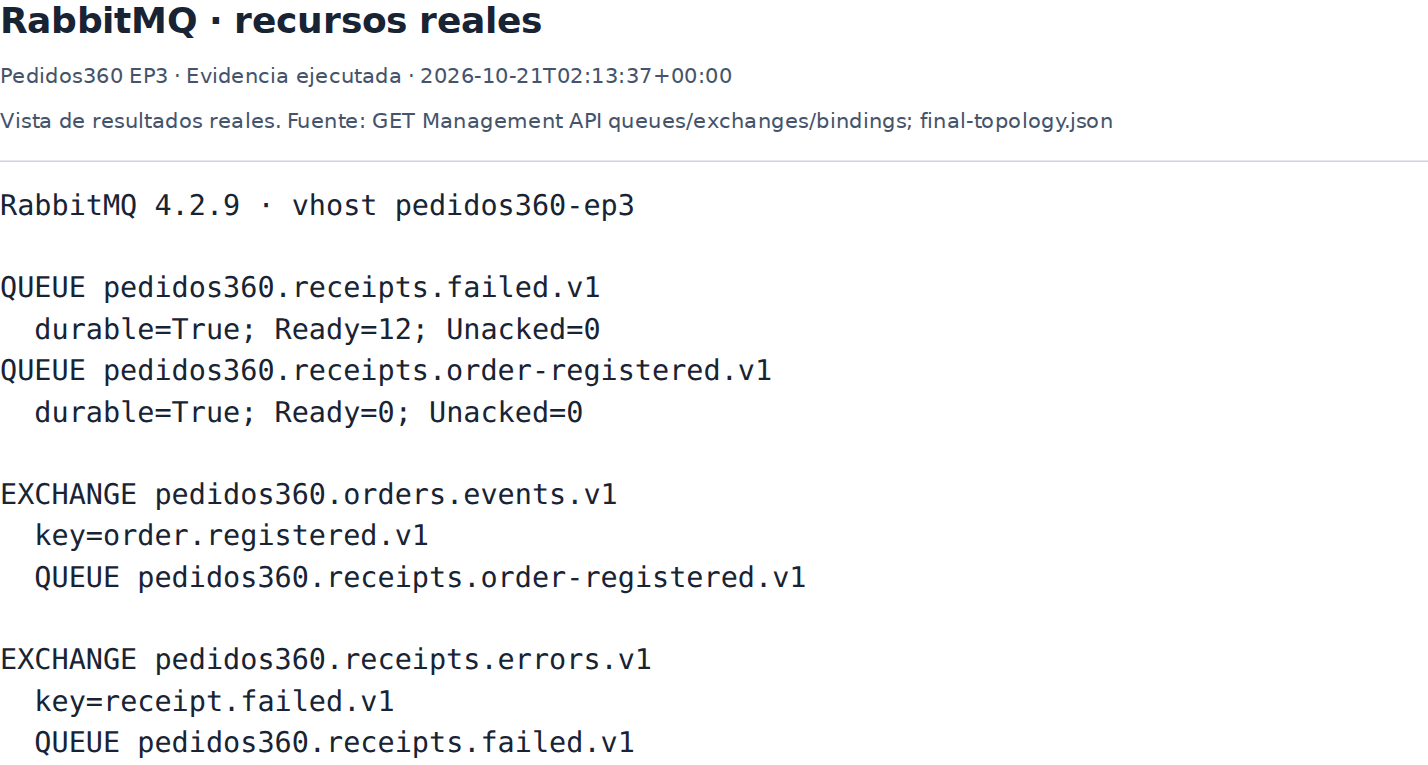 RabbitMQ · recursos reales
Pedidos360 EP3 · Evidencia ejecutada · 2026-10-21T02:13:37+00:00
Vista de resultados reales. Fuente: GET Management API queues/exchanges/bindings; final-topology.json
RabbitMQ 4.2.9 · vhost pedidos360-ep3
QUEUE pedidos360.receipts.failed.v1
durable=True; Ready=12; Unacked=0
QUEUE pedidos360.receipts.order-registered.v1
durable=True; Ready=0; Unacked=0
EXCHANGE pedidos360.orders.events.v1
key=order.registered.v1
QUEUE pedidos360.receipts.order-registered.v1
EXCHANGE pedidos360.receipts.errors.v1
key=receipt.failed.v1
QUEUE pedidos360.receipts.failed.v1